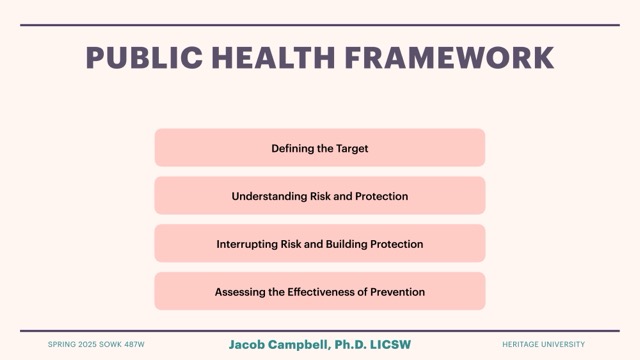 PUBLIC HEALTH FRAMEWORK
Defining the Target
Understanding Risk and Protection
Interrupting Risk and Building Protection
Assessing the Effectiveness of Prevention
SPRING 2025 SOWK 487W
Jacob Campbell, Ph.D. LICSW
HERITAGE UNIVERSITY